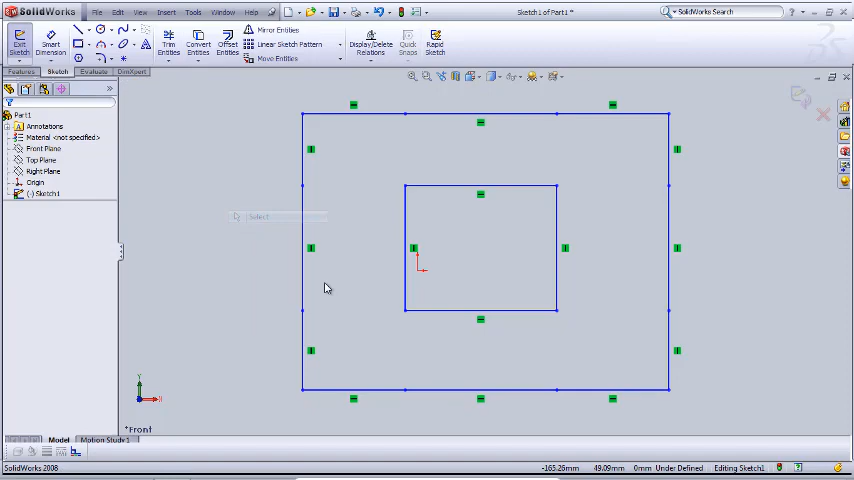 SolidWorks File Edit View Insert Tools Window Help Sketch1 of Part1 * SolidWorks Search
Exit Sketch Smart Dimension Trim Entities Convert Entities Offset Entities Mirror Entities Linear Sketch Pattern Move Entities Display/Delete Relations Quick Snaps Rapid Sketch
Features Sketch Evaluate DimXpert
Part1
Annotations
Material <not specified>
Front Plane
Top Plane
Right Plane
Origin
(-) Sketch1
Select
Y
X
*Front
Model Motion Study 1
SolidWorks 2008 -165.26mm 49.09mm 0mm Under Defined Editing Sketch1